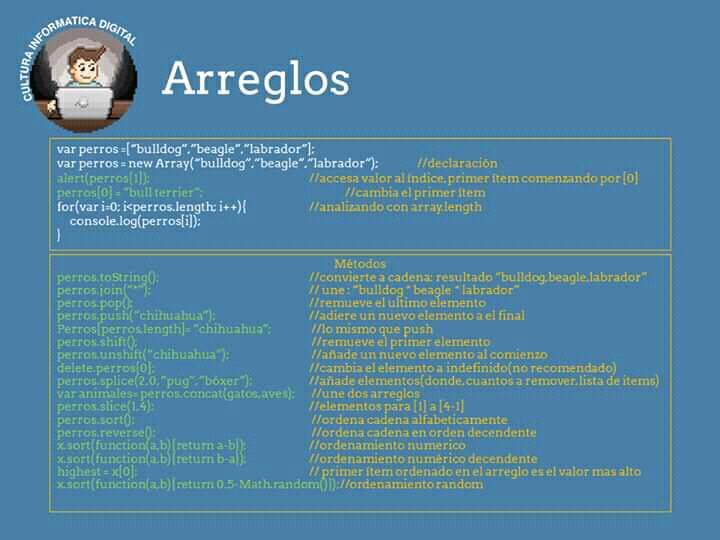 CULTURA INFORMATICA DIGITAL
Arreglos
var perros =["bulldog","beagle","labrador"];
var perros = new Array("bulldog","beagle","labrador"); //declaración
alert(perros[1]); //accesa valor al índice, primer ítem comenzando por [0]
perros[0] = "bull terrier"; //cambia el primer ítem
for(var i=0; i<perros.length; i++){ //analizando con array.length
console.log(perros[i]);
}
Métodos
perros.toString(); //convierte a cadena: resultado "bulldog,beagle,labrador"
perros.join("*"); // une : "bulldog * beagle * labrador"
perros.pop(); //remueve el ultimo elemento
perros.push("chihuahua"); //adiere un nuevo elemento a el final
Perros[perros.length]= "chihuahua"; //lo mismo que push
perros.shift(); //remueve el primer elemento
perros.unshift("chihuahua"); //añade un nuevo elemento al comienzo
delete.perros[0]; //cambia el elemento a indefinido(no recomendado)
perros.splice(2,0,"pug","bóxer"); //añade elementos(donde,cuantos a remover,lista de items)
var animales= perros.concat(gatos,aves); //une dos arreglos
perros.slice(1,4); //elementos para [1] a [4-1]
perros.sort(); //ordena cadena alfabeticamente
perros.reverse(); //ordena cadena en orden decendente
x.sort(function(a,b){return a-b}); //ordenamiento numerico
x.sort(function(a,b){return b-a}); //ordenamiento numérico decendente
highest = x[0]; // primer ítem ordenado en el arreglo es el valor mas alto
x.sort(function(a,b){return 0.5-Math.random()});//ordenamiento random